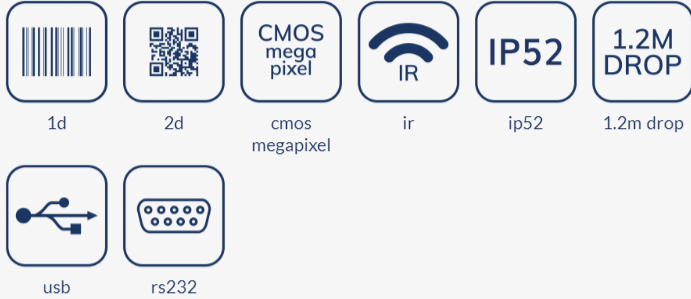 CMOS
mega
pixel
IR
IP52
1.2M
DROP
1d
2d
cmos
megapixel
ir
ip52
1.2m drop
usb
rs232